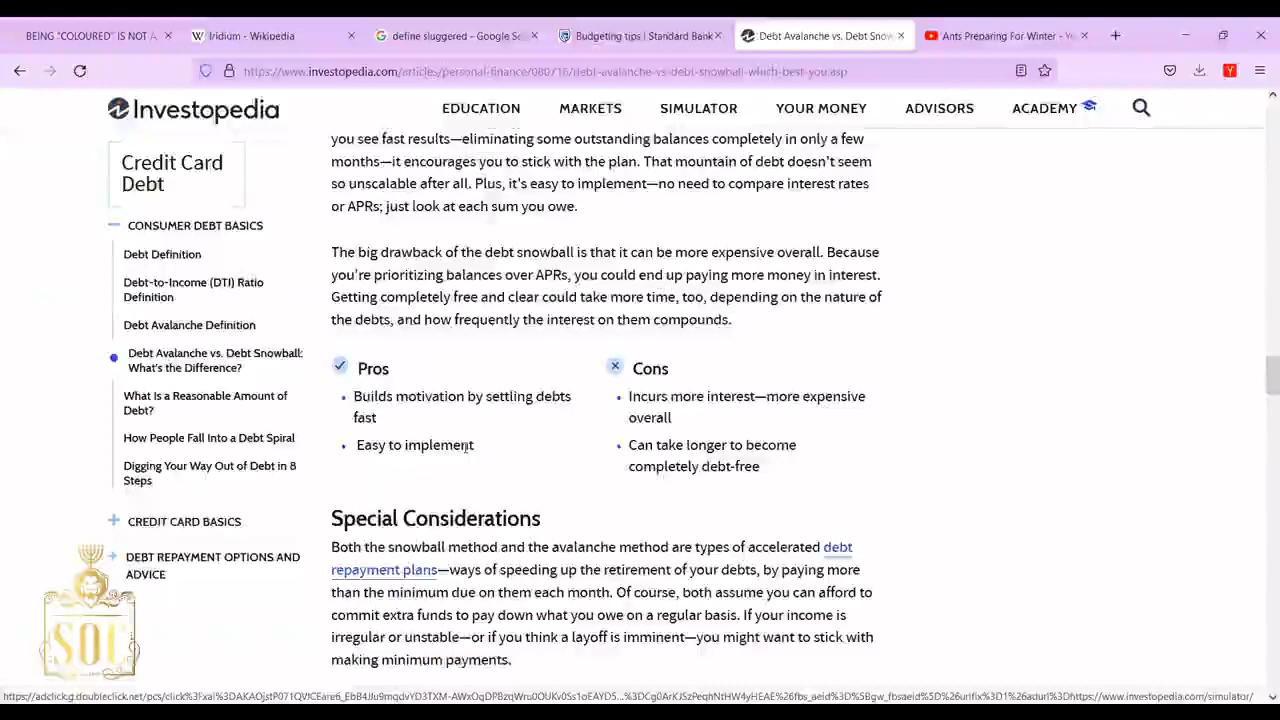 BEING "COLOURED" IS NOT A
Iridium - Wikipedia
define sluggered - Google Se
Budgeting tips | Standard Bank
Debt Avalanche vs. Debt Snow
Ants Preparing For Winter - Yo
https://www.investopedia.com/articles/personal-finance/080716/debt-avalanche-vs-debt-snowball-which-best-you.asp
Investopedia
EDUCATION MARKETS SIMULATOR YOUR MONEY ADVISORS ACADEMY
Credit Card
Debt
CONSUMER DEBT BASICS
Debt Definition
Debt-to-Income (DTI) Ratio
Definition
Debt Avalanche Definition
Debt Avalanche vs. Debt Snowball:
What's the Difference?
What Is a Reasonable Amount of
Debt?
How People Fall Into a Debt Spiral
Digging Your Way Out of Debt in 8
Steps
CREDIT CARD BASICS
DEBT REPAYMENT OPTIONS AND
ADVICE
you see fast results—eliminating some outstanding balances completely in only a few
months—it encourages you to stick with the plan. That mountain of debt doesn't seem
so unscalable after all. Plus, it's easy to implement—no need to compare interest rates
or APRs; just look at each sum you owe.
The big drawback of the debt snowball is that it can be more expensive overall. Because
you're prioritizing balances over APRs, you could end up paying more money in interest.
Getting completely free and clear could take more time, too, depending on the nature of
the debts, and how frequently the interest on them compounds.
Pros
Builds motivation by settling debts
fast
Easy to implement
Cons
Incurs more interest—more expensive
overall
Can take longer to become
completely debt-free
Special Considerations
Both the snowball method and the avalanche method are types of accelerated debt
repayment plans—ways of speeding up the retirement of your debts, by paying more
than the minimum due on them each month. Of course, both assume you can afford to
commit extra funds to pay down what you owe on a regular basis. If your income is
irregular or unstable—or if you think a layoff is imminent—you might want to stick with
making minimum payments.
SOC